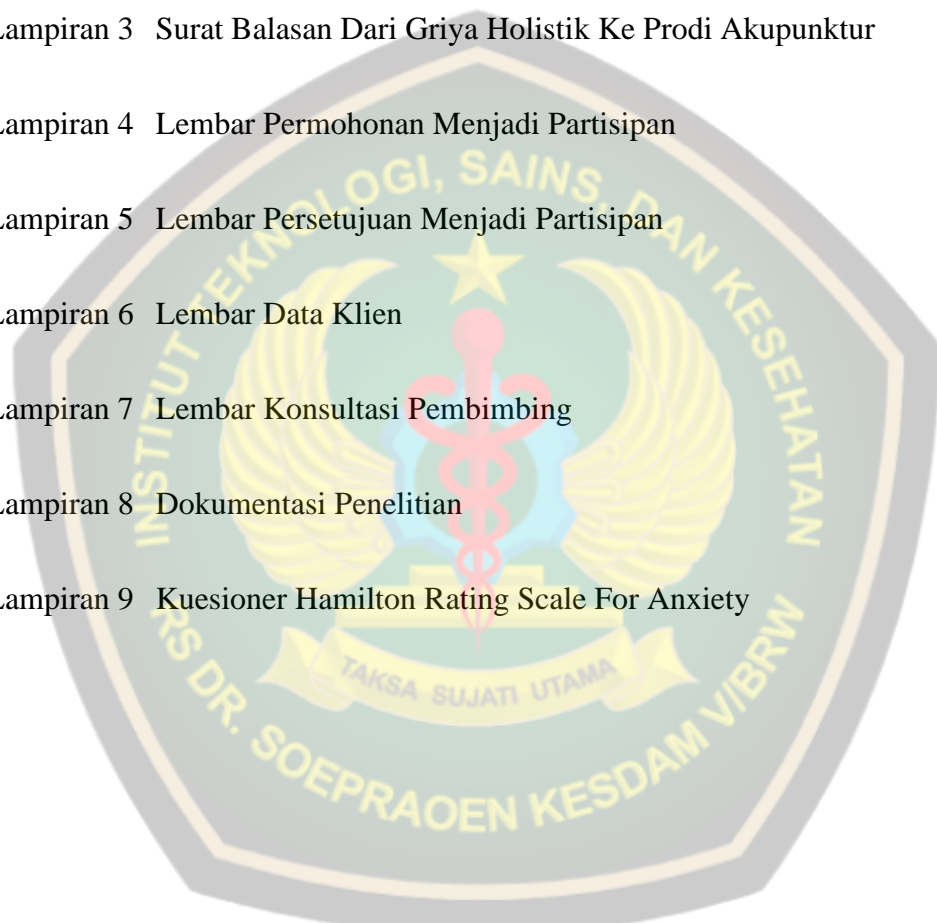 Lampiran 3 Surat Balasan Dari Griya Holistik Ke Prodi Akupunktur
Lampiran 4 Lembar Permohonan Menjadi Partisipan
Lampiran 5 Lembar Persetujuan Menjadi Partisipan
Lampiran 6 Lembar Data Klien
Lampiran 7 Lembar Konsultasi Pembimbing
Lampiran 8 Dokumentasi Penelitian
Lampiran 9 Kuesioner Hamilton Rating Scale For Anxiety
INSTITUT TEKNOLOGI, SAINS, DAN KESEHATAN
TAKSA SUJATI UTAMA
RS DR. SOEPRAOEN KESDAM V/BRW